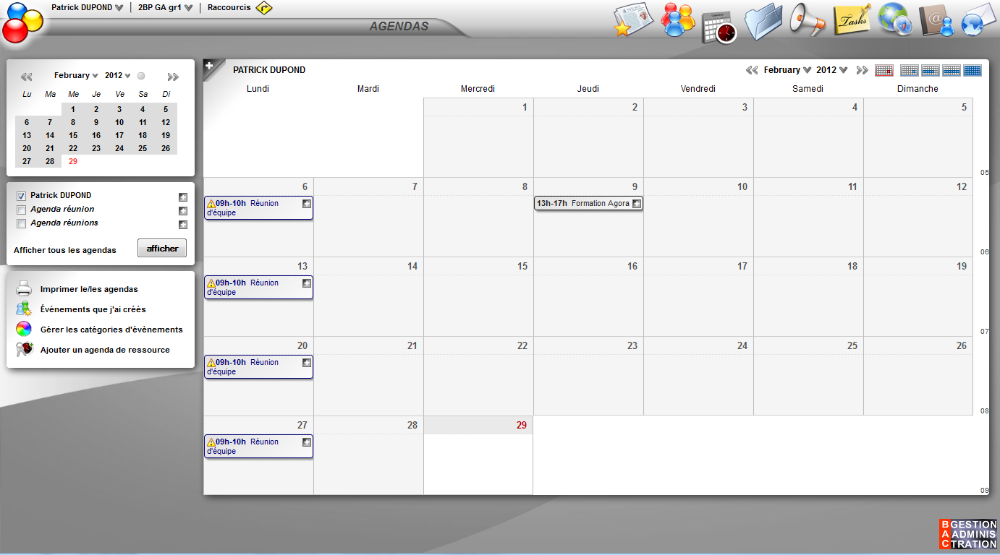 Patrick DUPOND | 2BP GA gr1 | Raccourcis
AGENDAS
NEWS
Tasks
@
February 2012
Lu Ma Me Je Ve Sa Di
1 2 3 4 5
6 7 8 9 10 11 12
13 14 15 16 17 18 19
20 21 22 23 24 25 26
27 28 29
Patrick DUPOND
Agenda réunion
Agenda réunions
Afficher tous les agendas afficher
Imprimer le/les agendas
Événements que j'ai créés
Gérer les catégories d'évènements
Ajouter un agenda de ressource
PATRICK DUPOND
February 2012
Lundi Mardi Mercredi Jeudi Vendredi Samedi Dimanche
1 2 3 4 5
05
6 7 8 9 10 11 12
09h-10h Réunion
d'équipe
13h-17h Formation Agora
06
13 14 15 16 17 18 19
09h-10h Réunion
d'équipe
07
20 21 22 23 24 25 26
09h-10h Réunion
d'équipe
08
27 28 29
09h-10h Réunion
d'équipe
09
BGESTION
AADMINIS
CTRATION